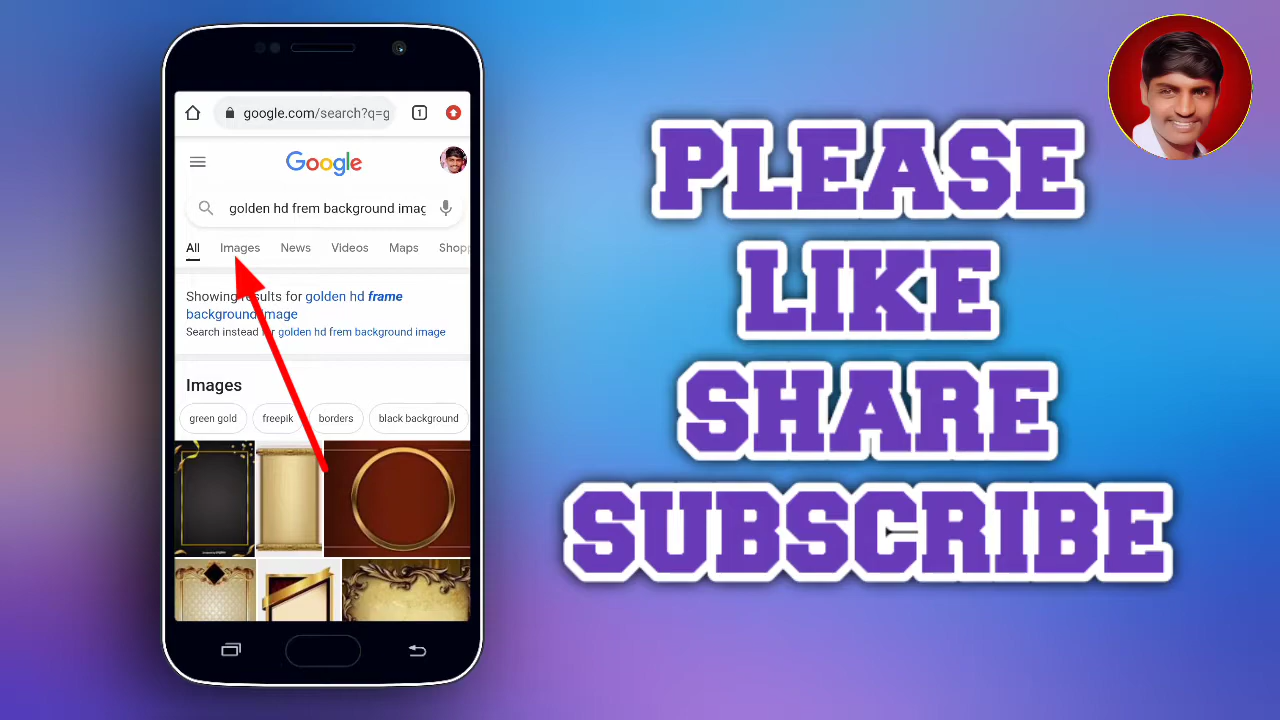 google.com/search?q=g
1
Google
golden hd frem background imag
All Images News Videos Maps Shopp
Showing results for golden hd frame
background image
Search instead for golden hd frem background image
Images
green gold freepik borders black background
PLEASE
LIKE
SHARE
SUBSCRIBE